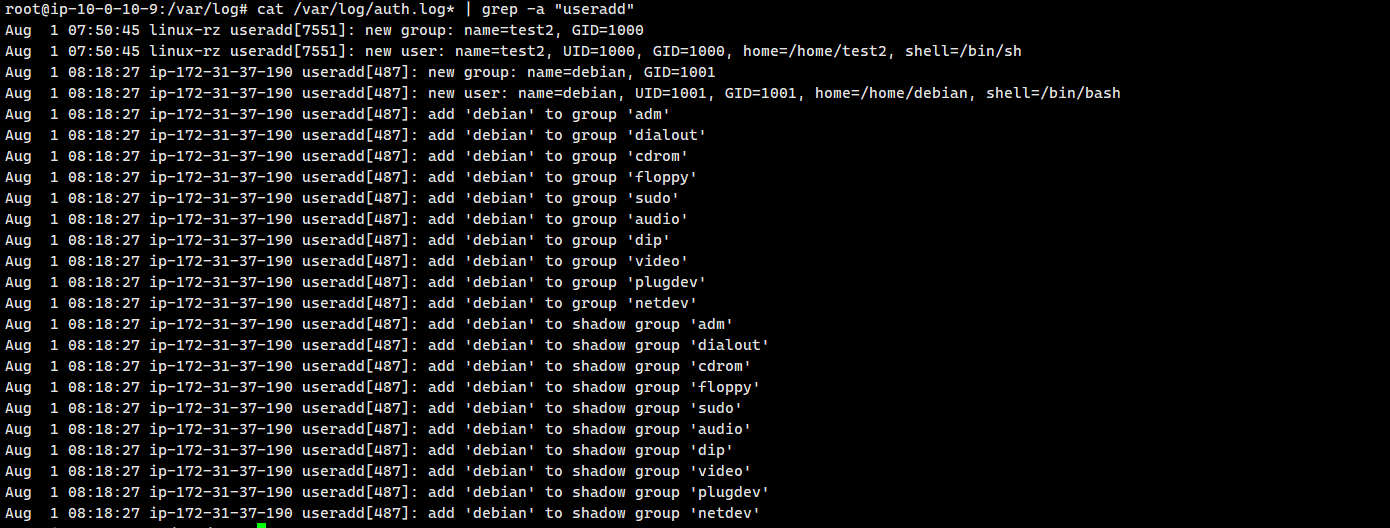 root@ip-10-0-10-9:/var/log# cat /var/log/auth.log* | grep -a "useradd"
Aug  1 07:50:45 linux-rz useradd[7551]: new group: name=test2, GID=1000
Aug  1 07:50:45 linux-rz useradd[7551]: new user: name=test2, UID=1000, GID=1000, home=/home/test2, shell=/bin/sh
Aug  1 08:18:27 ip-172-31-37-190 useradd[487]: new group: name=debian, GID=1001
Aug  1 08:18:27 ip-172-31-37-190 useradd[487]: new user: name=debian, UID=1001, GID=1001, home=/home/debian, shell=/bin/bash
Aug  1 08:18:27 ip-172-31-37-190 useradd[487]: add 'debian' to group 'adm'
Aug  1 08:18:27 ip-172-31-37-190 useradd[487]: add 'debian' to group 'dialout'
Aug  1 08:18:27 ip-172-31-37-190 useradd[487]: add 'debian' to group 'cdrom'
Aug  1 08:18:27 ip-172-31-37-190 useradd[487]: add 'debian' to group 'floppy'
Aug  1 08:18:27 ip-172-31-37-190 useradd[487]: add 'debian' to group 'sudo'
Aug  1 08:18:27 ip-172-31-37-190 useradd[487]: add 'debian' to group 'audio'
Aug  1 08:18:27 ip-172-31-37-190 useradd[487]: add 'debian' to group 'dip'
Aug  1 08:18:27 ip-172-31-37-190 useradd[487]: add 'debian' to group 'video'
Aug  1 08:18:27 ip-172-31-37-190 useradd[487]: add 'debian' to group 'plugdev'
Aug  1 08:18:27 ip-172-31-37-190 useradd[487]: add 'debian' to group 'netdev'
Aug  1 08:18:27 ip-172-31-37-190 useradd[487]: add 'debian' to shadow group 'adm'
Aug  1 08:18:27 ip-172-31-37-190 useradd[487]: add 'debian' to shadow group 'dialout'
Aug  1 08:18:27 ip-172-31-37-190 useradd[487]: add 'debian' to shadow group 'cdrom'
Aug  1 08:18:27 ip-172-31-37-190 useradd[487]: add 'debian' to shadow group 'floppy'
Aug  1 08:18:27 ip-172-31-37-190 useradd[487]: add 'debian' to shadow group 'sudo'
Aug  1 08:18:27 ip-172-31-37-190 useradd[487]: add 'debian' to shadow group 'audio'
Aug  1 08:18:27 ip-172-31-37-190 useradd[487]: add 'debian' to shadow group 'dip'
Aug  1 08:18:27 ip-172-31-37-190 useradd[487]: add 'debian' to shadow group 'video'
Aug  1 08:18:27 ip-172-31-37-190 useradd[487]: add 'debian' to shadow group 'plugdev'
Aug  1 08:18:27 ip-172-31-37-190 useradd[487]: add 'debian' to shadow group 'netdev'